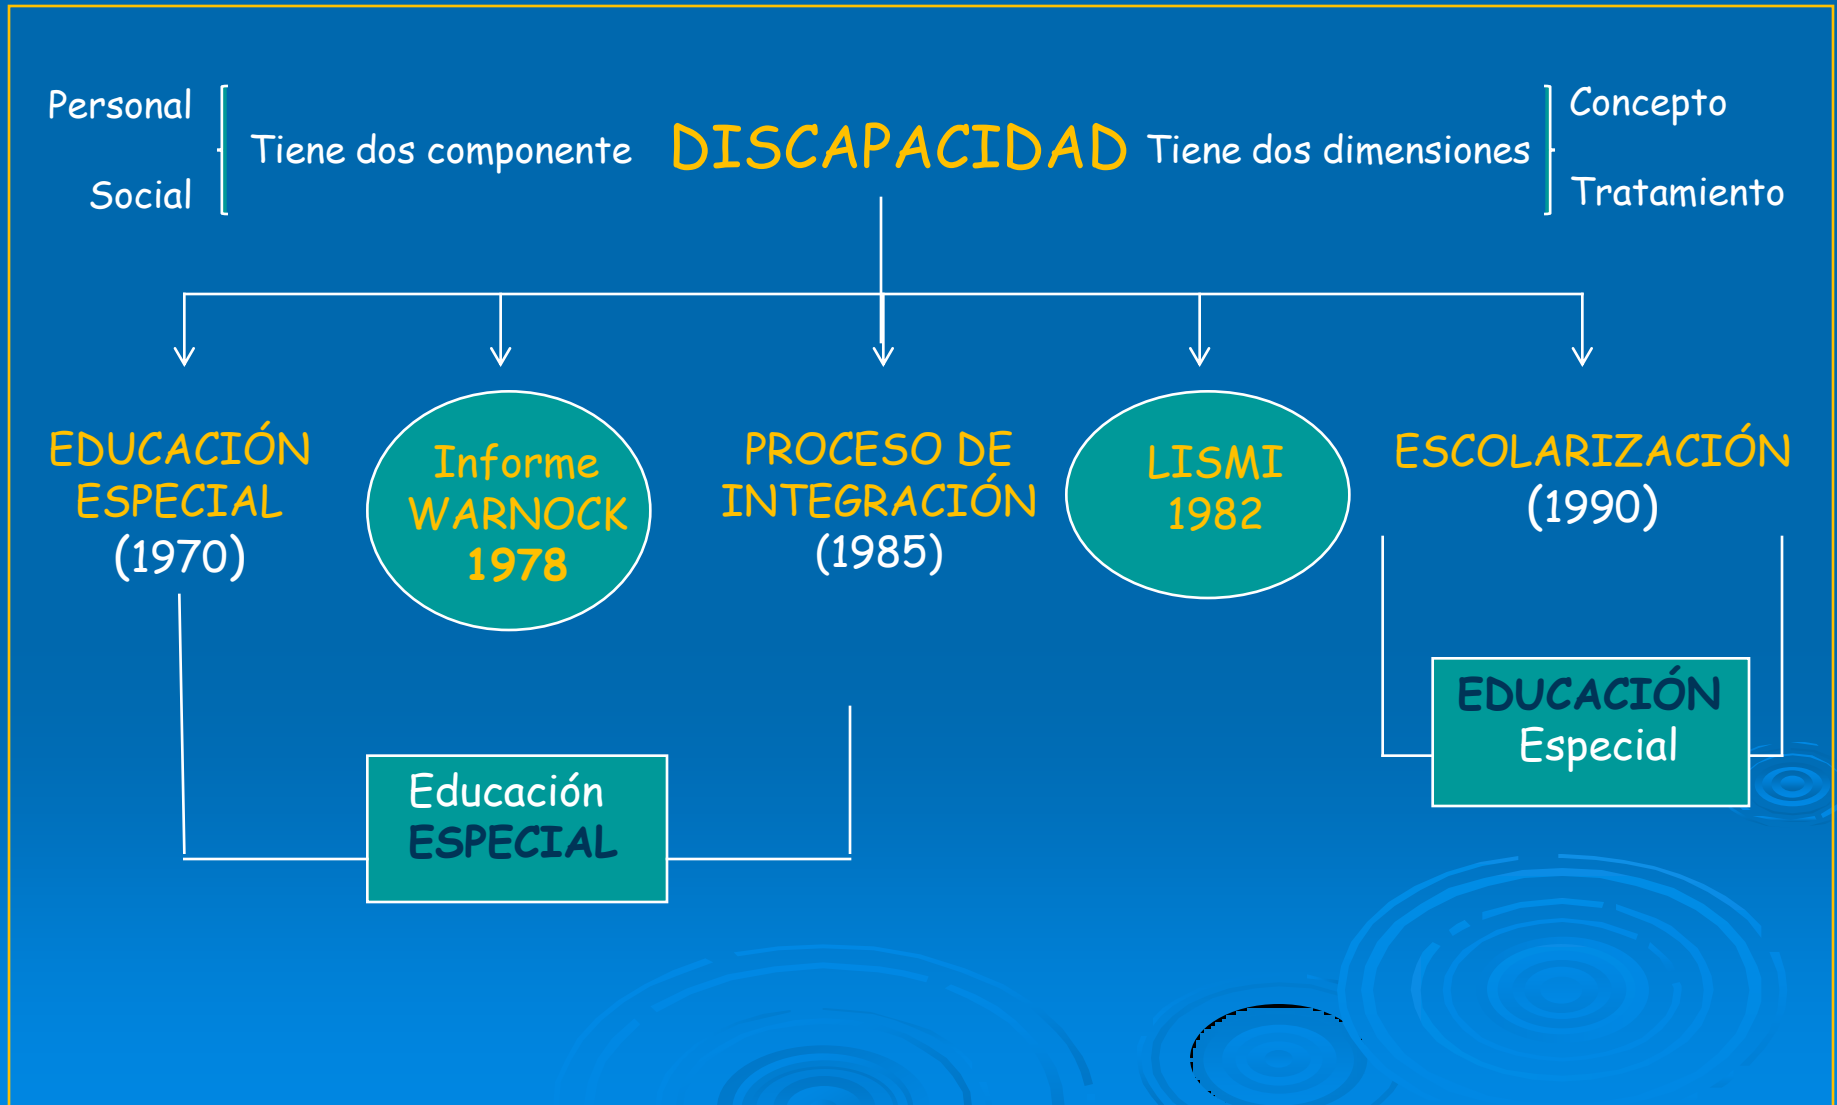 Personal
Social
Tiene dos componente
DISCAPACIDAD
Tiene dos dimensiones
Concepto
Tratamiento
EDUCACIÓN
ESPECIAL
(1970)
Informe
WARNOCK
1978
PROCESO DE
INTEGRACIÓN
(1985)
LISMI
1982
ESCOLARIZACIÓN
(1990)
Educación
ESPECIAL
EDUCACIÓN
Especial